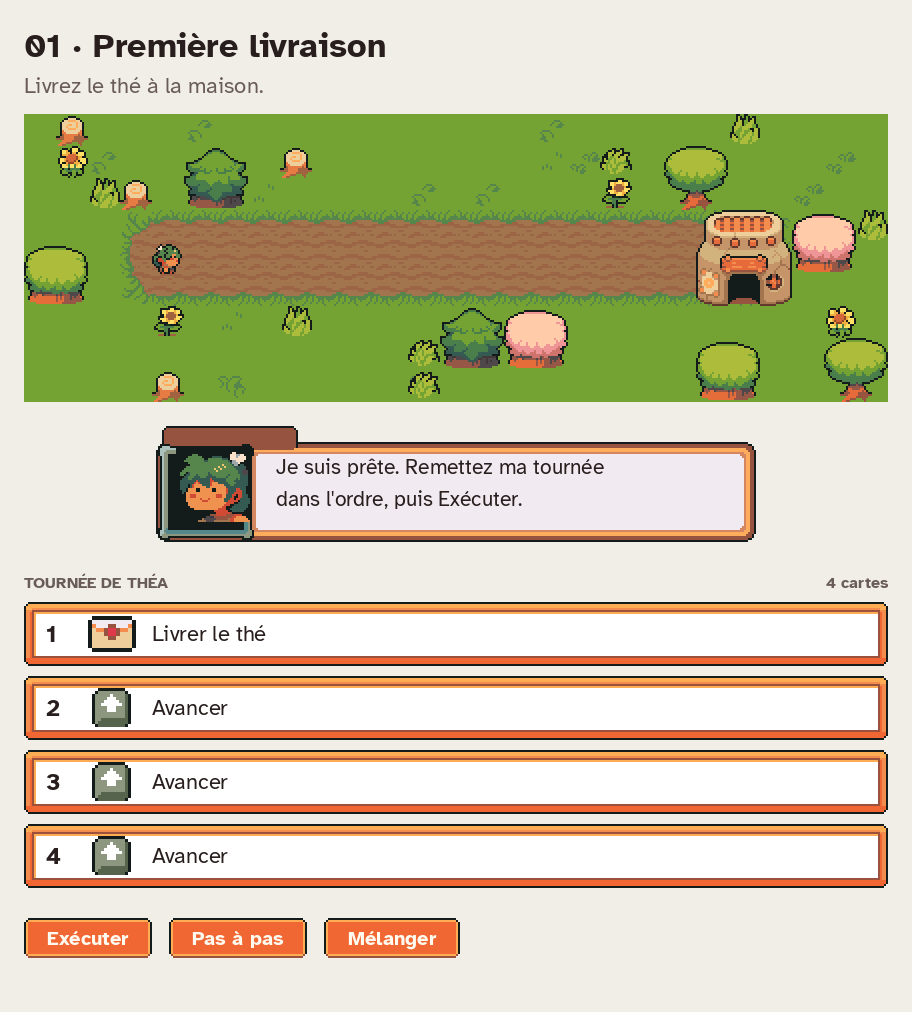 01 · Première livraison
Livrez le thé à la maison.
Je suis prête. Remettez ma tournée
dans l'ordre, puis Exécuter.
TOURNÉE DE THÉA
4 cartes
1 Livrer le thé
2 Avancer
3 Avancer
4 Avancer
Exécuter Pas à pas Mélanger